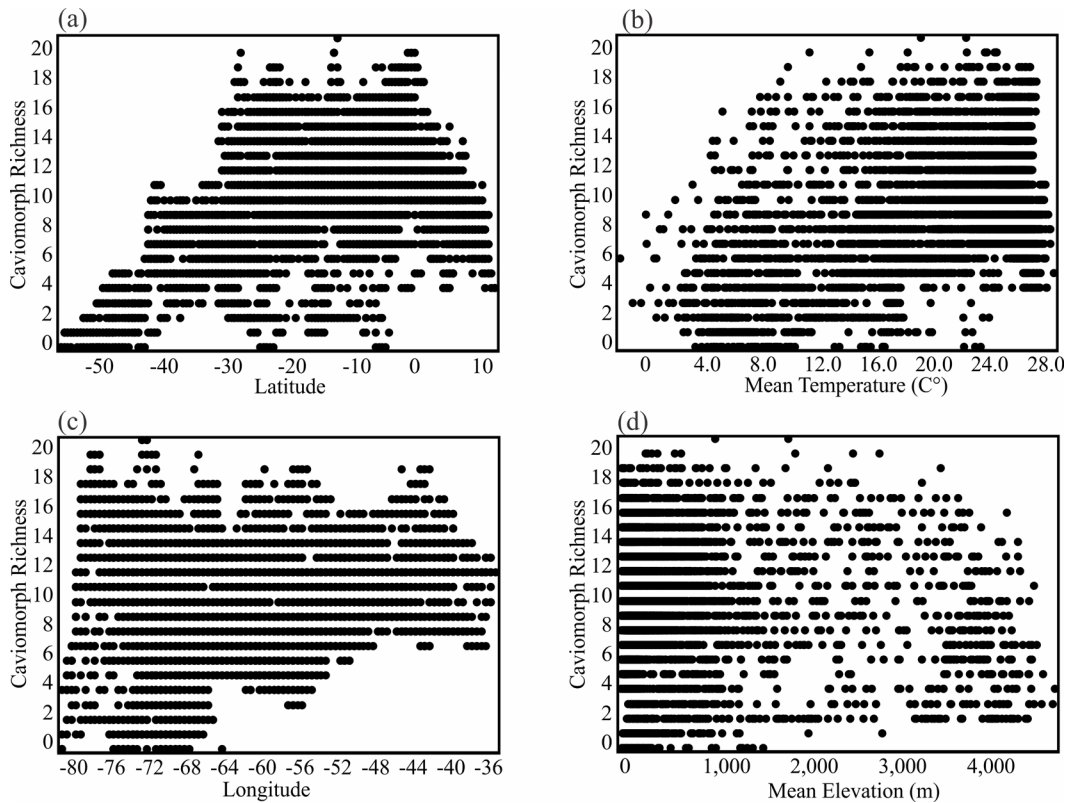 (a)
Caviomorph Richness
20
18
16
14
12
10
8
6
4
2
0
-50 -40 -30 -20 -10 0 10
Latitude
(b)
Caviomorph Richness
20
18
16
14
12
10
8
6
4
2
0
0 4.0 8.0 12.0 16.0 20.0 24.0 28.0
Mean Temperature (C°)
(c)
Caviomorph Richness
20
18
16
14
12
10
8
6
4
2
0
-80 -76 -72 -68 -64 -60 -56 -52 -48 -44 -40 -36
Longitude
(d)
Caviomorph Richness
20
18
16
14
12
10
8
6
4
2
0
0 1,000 2,000 3,000 4,000
Mean Elevation (m)